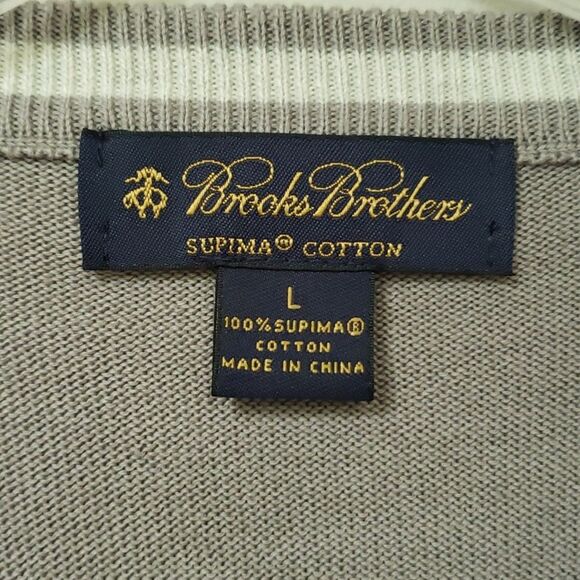 Brooks Brothers
SUPIMA® COTTON
L
100% SUPIMA®
COTTON
MADE IN CHINA